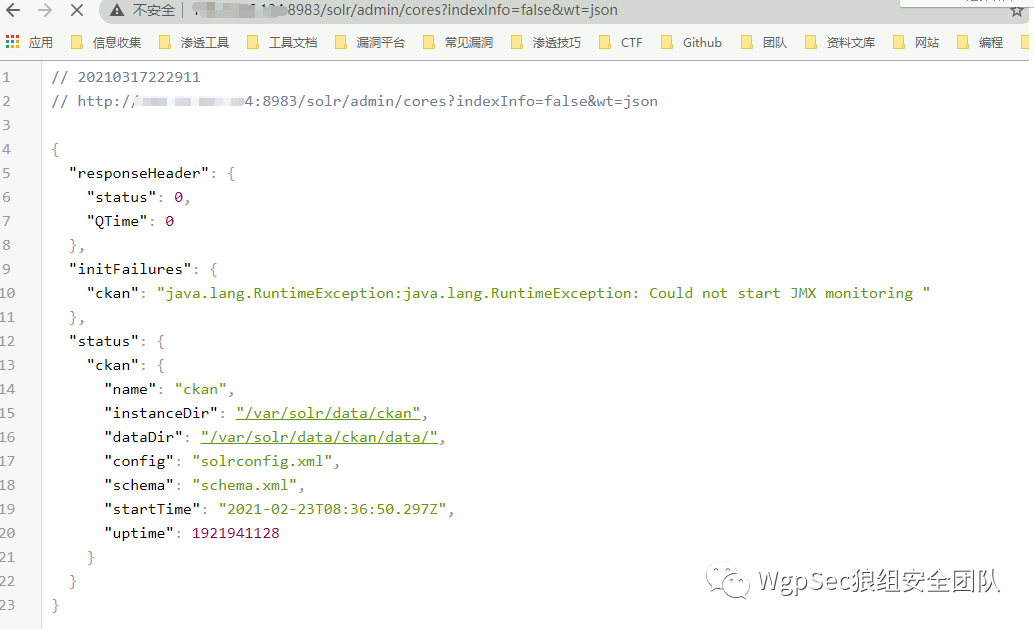 不安全 :8983/solr/admin/cores?indexInfo=false&wt=json
应用 信息收集 渗透工具 工具文档 漏洞平台 常见漏洞 渗透技巧 CTF Github 团队 资料文库 网站 编程
1 // 20210317222911
2 // http:// 4:8983/solr/admin/cores?indexInfo=false&wt=json
3
4 {
5 "responseHeader": {
6 "status": 0,
7 "QTime": 0
8 },
9 "initFailures": {
10 "ckan": "java.lang.RuntimeException:java.lang.RuntimeException: Could not start JMX monitoring "
11 },
12 "status": {
13 "ckan": {
14 "name": "ckan",
15 "instanceDir": "/var/solr/data/ckan",
16 "dataDir": "/var/solr/data/ckan/data/",
17 "config": "solrconfig.xml",
18 "schema": "schema.xml",
19 "startTime": "2021-02-23T08:36:50.297Z",
20 "uptime": 1921941128
21 }
22 }
23 }
WgpSec狼组安全团队